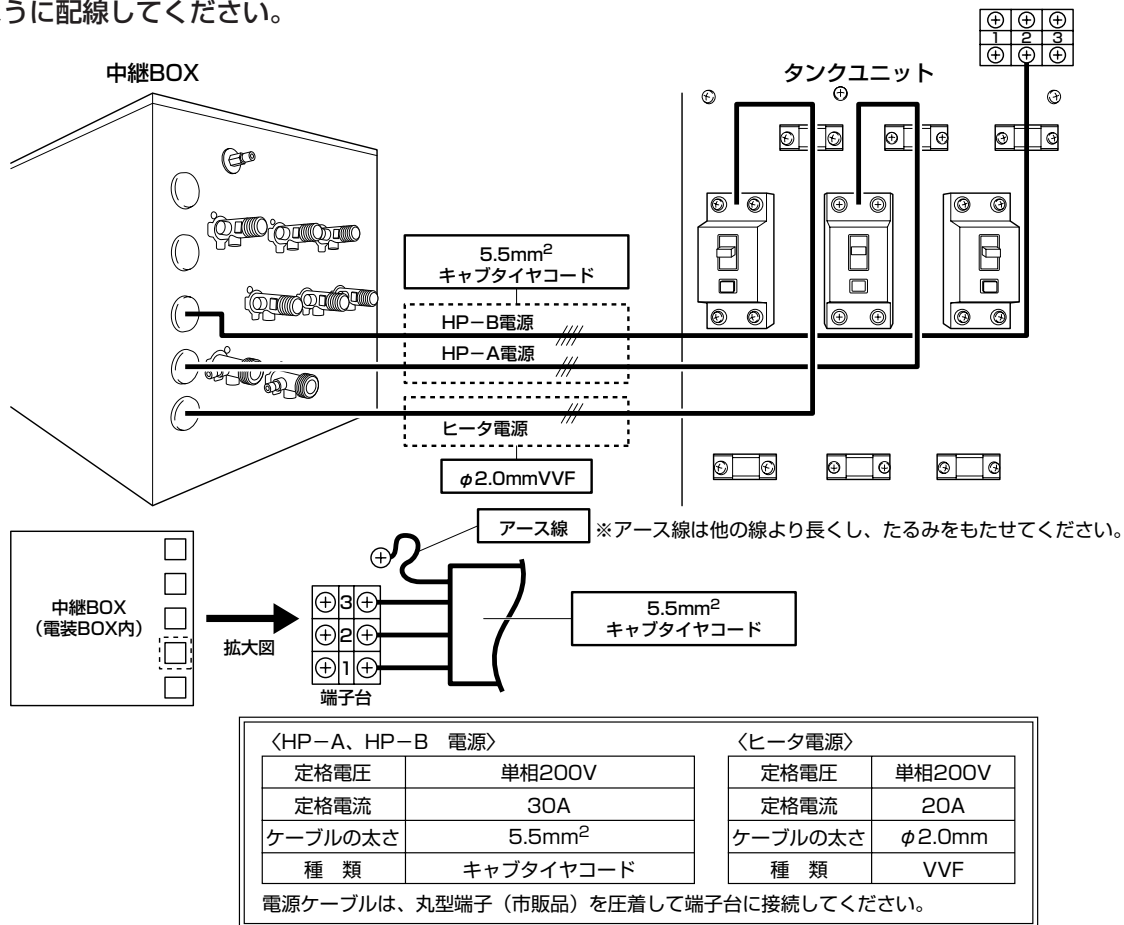 うに配線してください。
1 2 3
中継BOX
タンクユニット
5.5mm²
キャブタイヤコード
HP－B電源
HP－A電源
ヒータ電源
φ2.0mmVVF
アース線
※アース線は他の線より長くし、たるみをもたせてください。
中継BOX
（電装BOX内）
拡大図
3
2
1
端子台
5.5mm²
キャブタイヤコード
〈HP－A、HP－B　電源〉
定格電圧 単相200V
定格電流 30A
ケーブルの太さ 5.5mm²
種　類 キャブタイヤコード
〈ヒータ電源〉
定格電圧 単相200V
定格電流 20A
ケーブルの太さ φ2.0mm
種　類 VVF
電源ケーブルは、丸型端子（市販品）を圧着して端子台に接続してください。